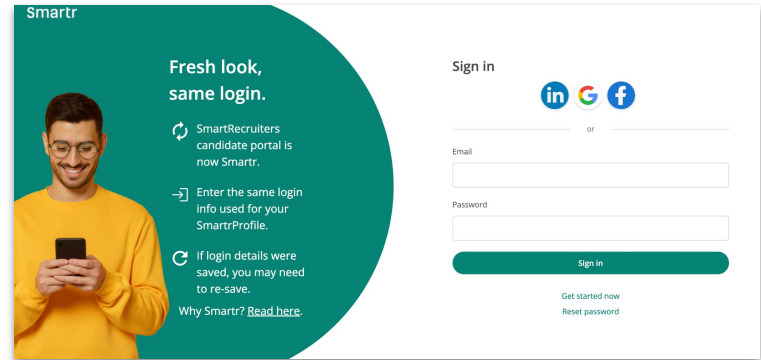 Smartr
Fresh look,
same login.
SmartRecruiters
candidate portal is
now Smartr.
Enter the same login
info used for your
SmartrProfile.
If login details were
saved, you may need
to re-save.
Why Smartr? Read here.
Sign in
in G f
or
Email
Password
Sign in
Get started now
Reset password